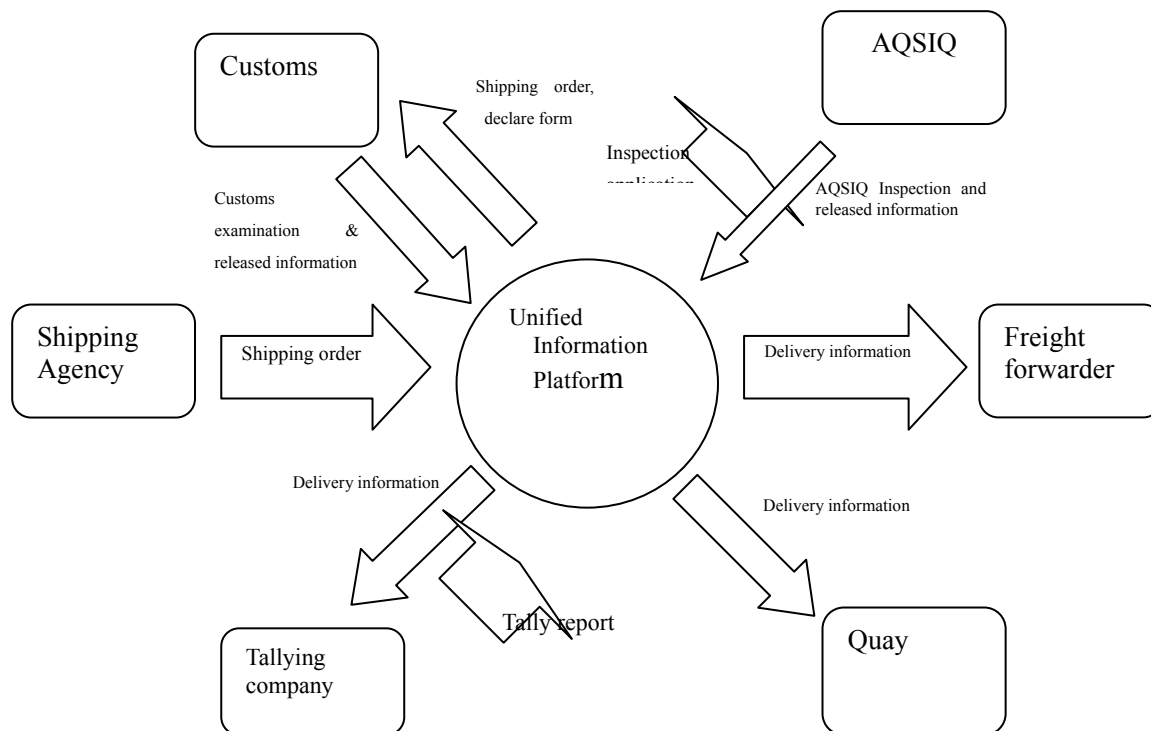 Customs
AQSIQ
Shipping order,
declare form
Inspection
application
AQSIQ Inspection and
released information
Customs
examination &
released information
Shipping
Agency
Shipping order
Unified
Information
Platform
Delivery information
Freight
forwarder
Delivery information
Delivery information
Tally report
Tallying
company
Quay